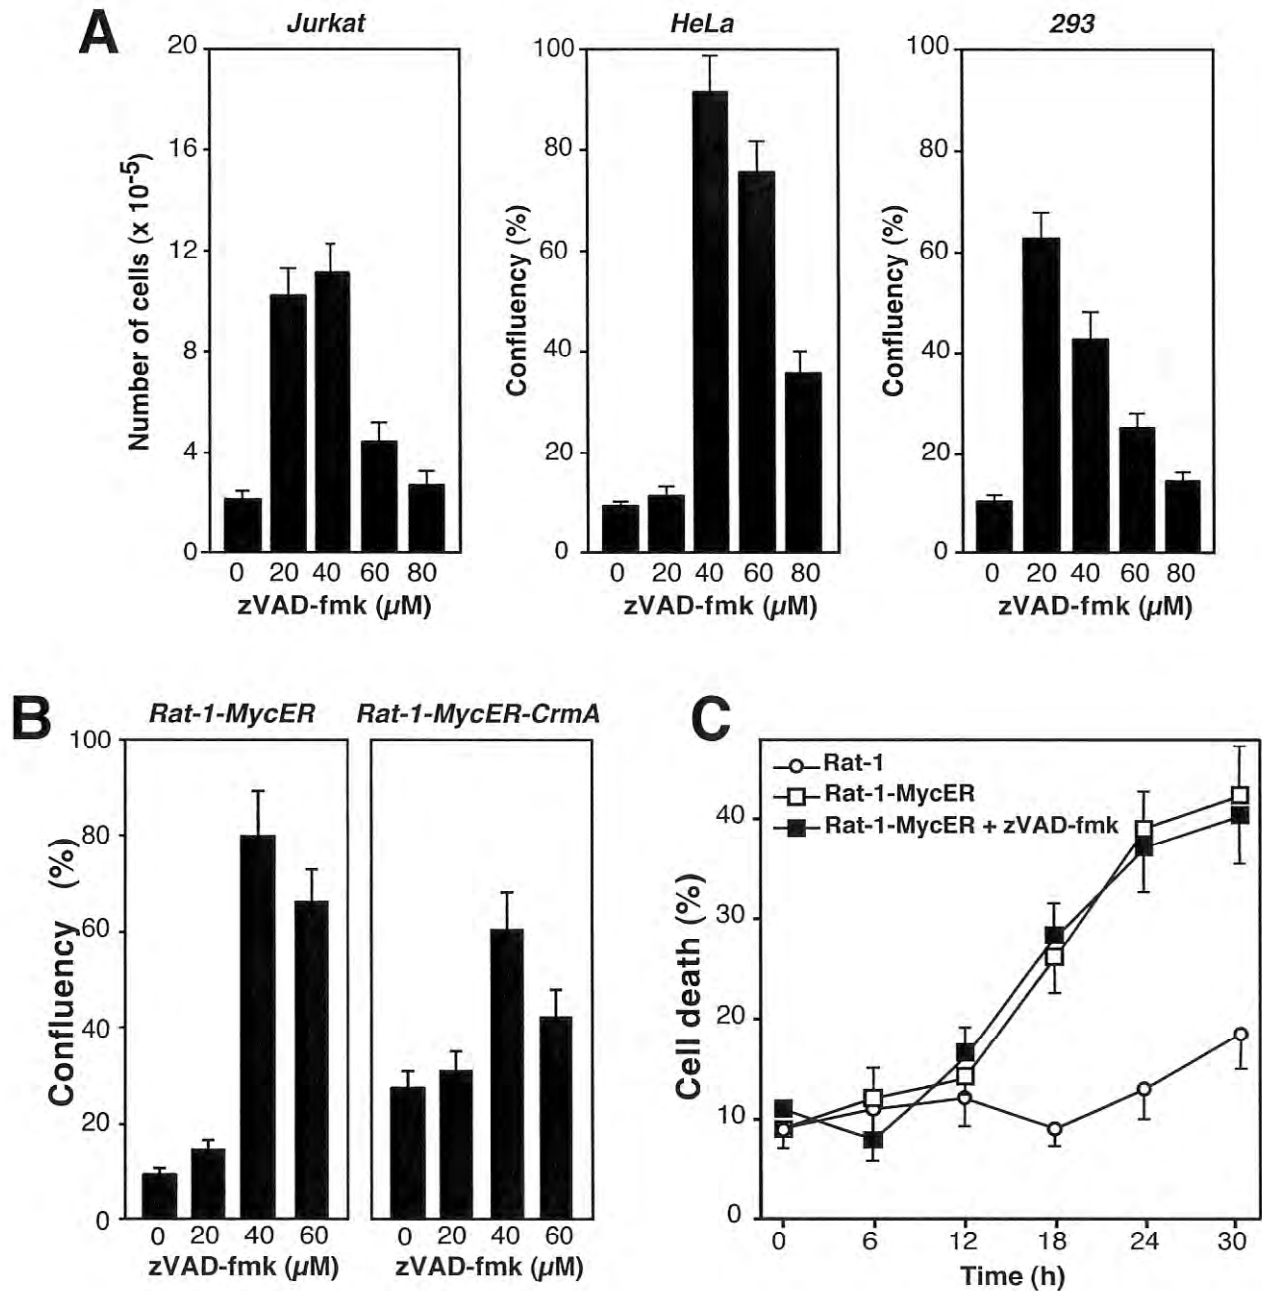 A
Jurkat
HeLa
293
20
16
12
8
4
0
Number of cells (x 10-5)
0 20 40 60 80
zVAD-fmk (µM)
100
80
60
40
20
0
Confluency (%)
0 20 40 60 80
zVAD-fmk (µM)
100
80
60
40
20
0
Confluency (%)
0 20 40 60 80
zVAD-fmk (µM)
B
Rat-1-MycER
Rat-1-MycER-CrmA
100
80
60
40
20
0
Confluency (%)
0 20 40 60
zVAD-fmk (µM)
0 20 40 60
zVAD-fmk (µM)
C
Rat-1
Rat-1-MycER
Rat-1-MycER + zVAD-fmk
40
30
20
10
0
Cell death (%)
0 6 12 18 24 30
Time (h)